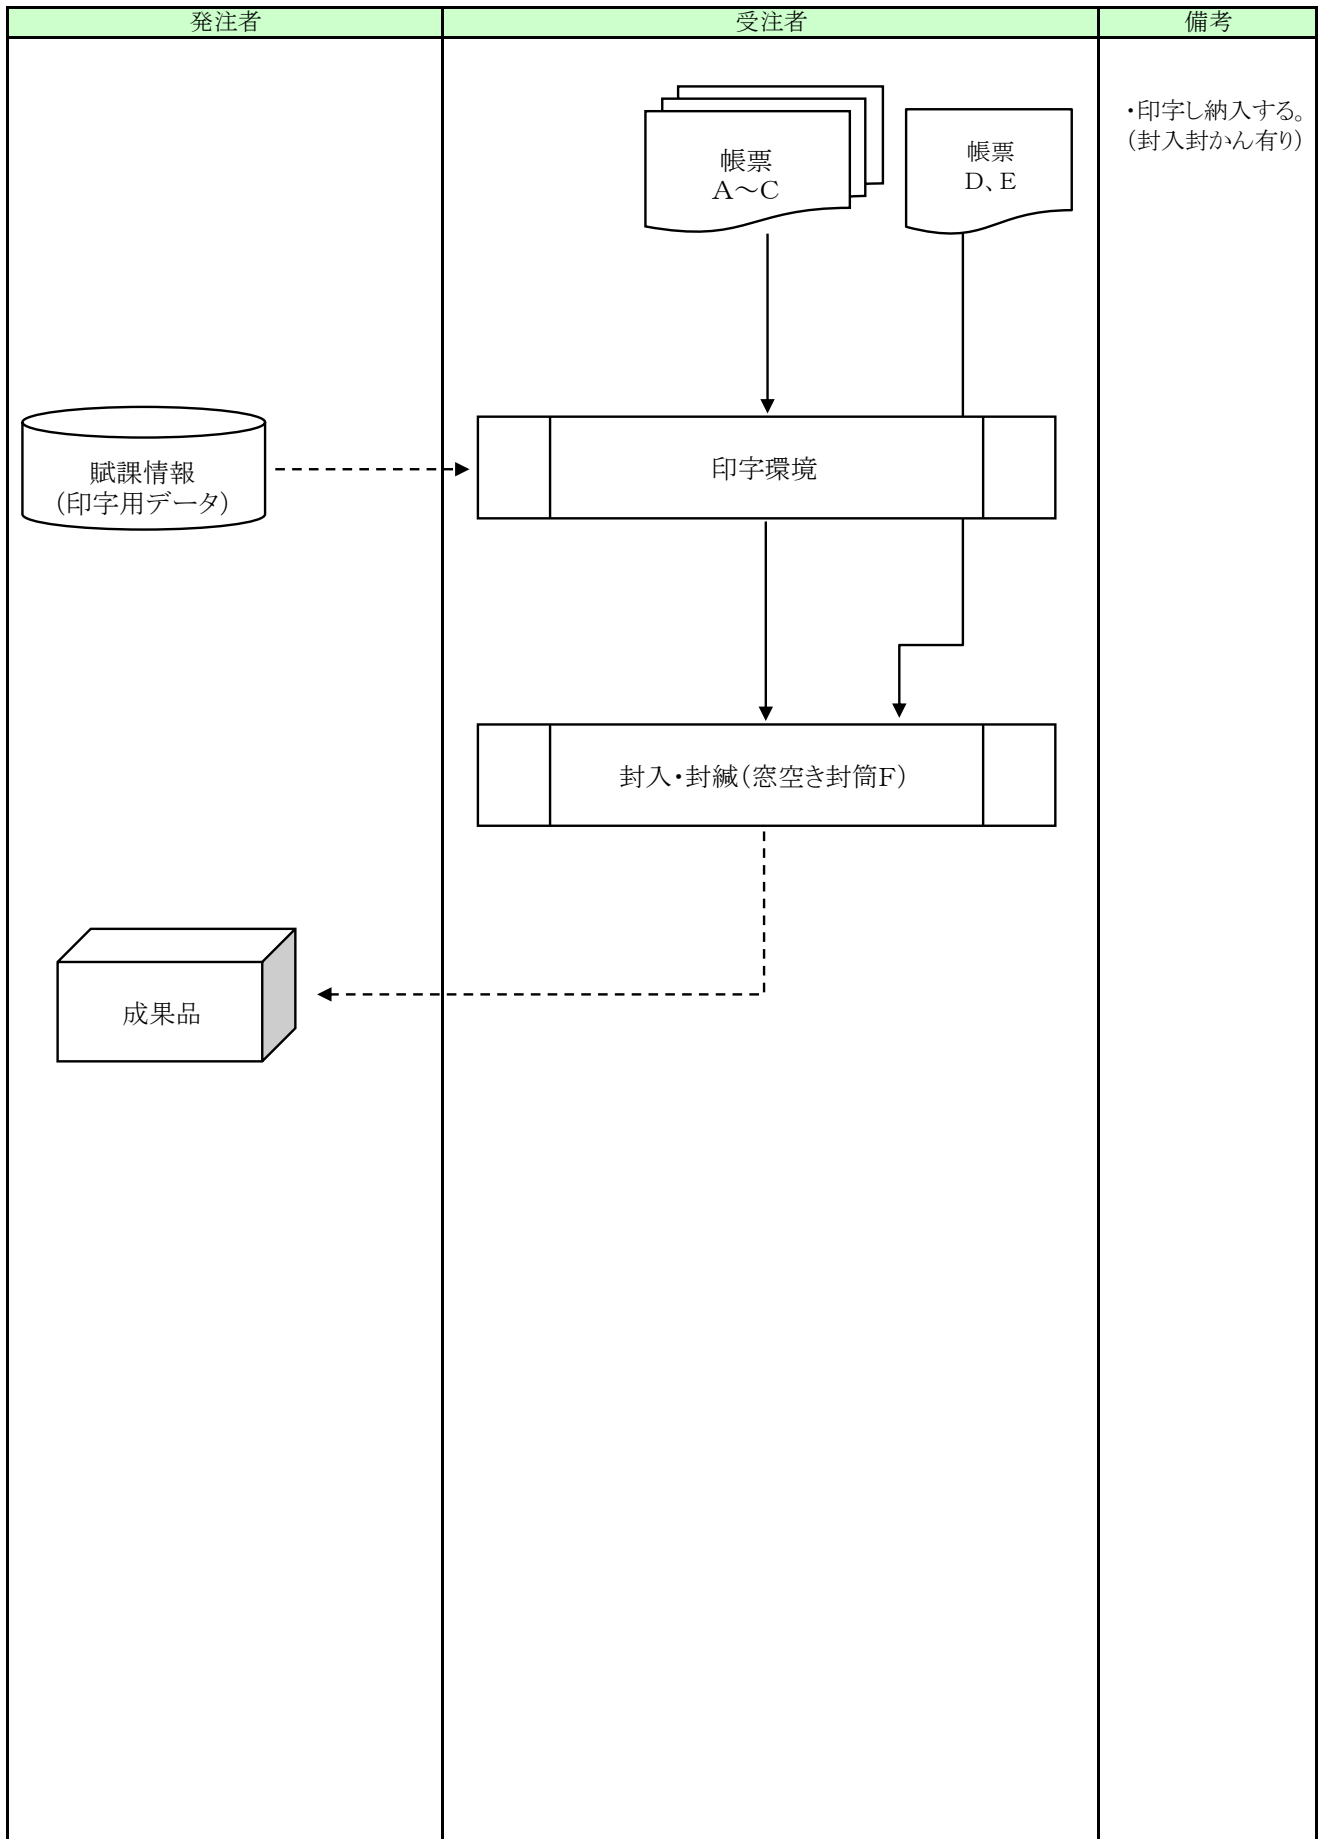 発注者
受注者
備考
帳票
A～C
帳票
D、E
・印字し納入する。
(封入封かん有り)
賦課情報
(印字用データ)
印字環境
封入・封緘(窓空き封筒F)
成果品